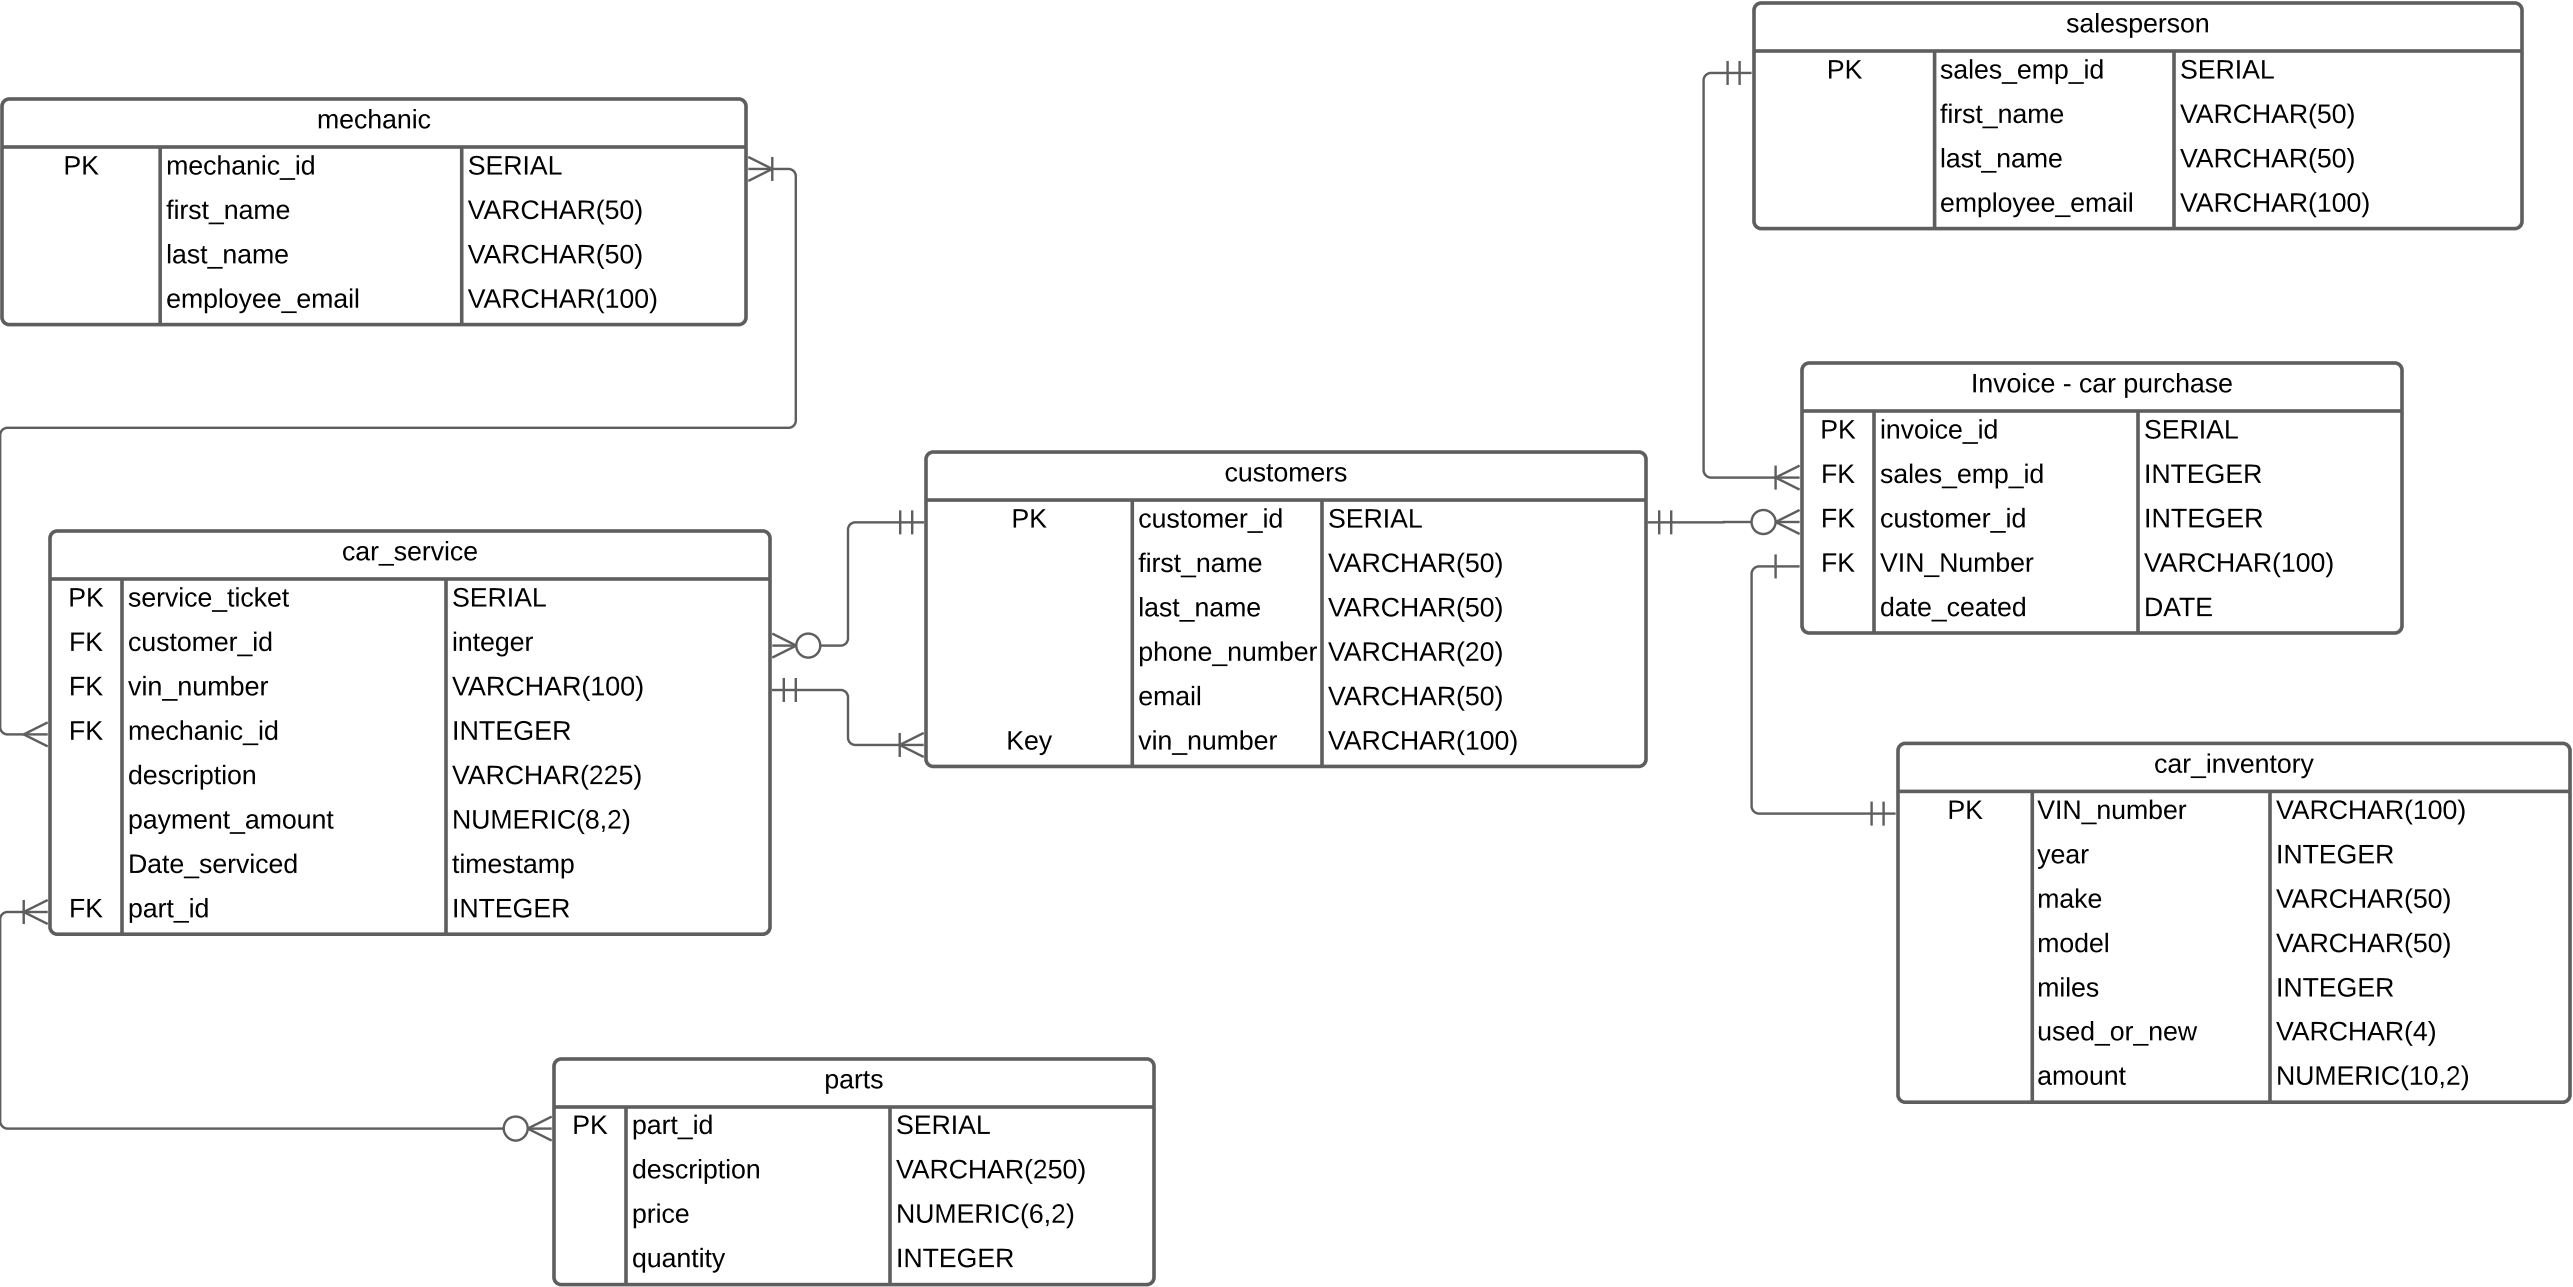 salesperson
PK sales_emp_id SERIAL
first_name VARCHAR(50)
last_name VARCHAR(50)
employee_email VARCHAR(100)
mechanic
PK mechanic_id SERIAL
first_name VARCHAR(50)
last_name VARCHAR(50)
employee_email VARCHAR(100)
Invoice - car purchase
PK invoice_id SERIAL
FK sales_emp_id INTEGER
FK customer_id INTEGER
FK VIN_Number VARCHAR(100)
date_ceated DATE
customers
PK customer_id SERIAL
first_name VARCHAR(50)
last_name VARCHAR(50)
phone_number VARCHAR(20)
email VARCHAR(50)
Key vin_number VARCHAR(100)
car_service
PK service_ticket SERIAL
FK customer_id integer
FK vin_number VARCHAR(100)
FK mechanic_id INTEGER
description VARCHAR(225)
payment_amount NUMERIC(8,2)
Date_serviced timestamp
FK part_id INTEGER
car_inventory
PK VIN_number VARCHAR(100)
year INTEGER
make VARCHAR(50)
model VARCHAR(50)
miles INTEGER
used_or_new VARCHAR(4)
amount NUMERIC(10,2)
parts
PK part_id SERIAL
description VARCHAR(250)
price NUMERIC(6,2)
quantity INTEGER